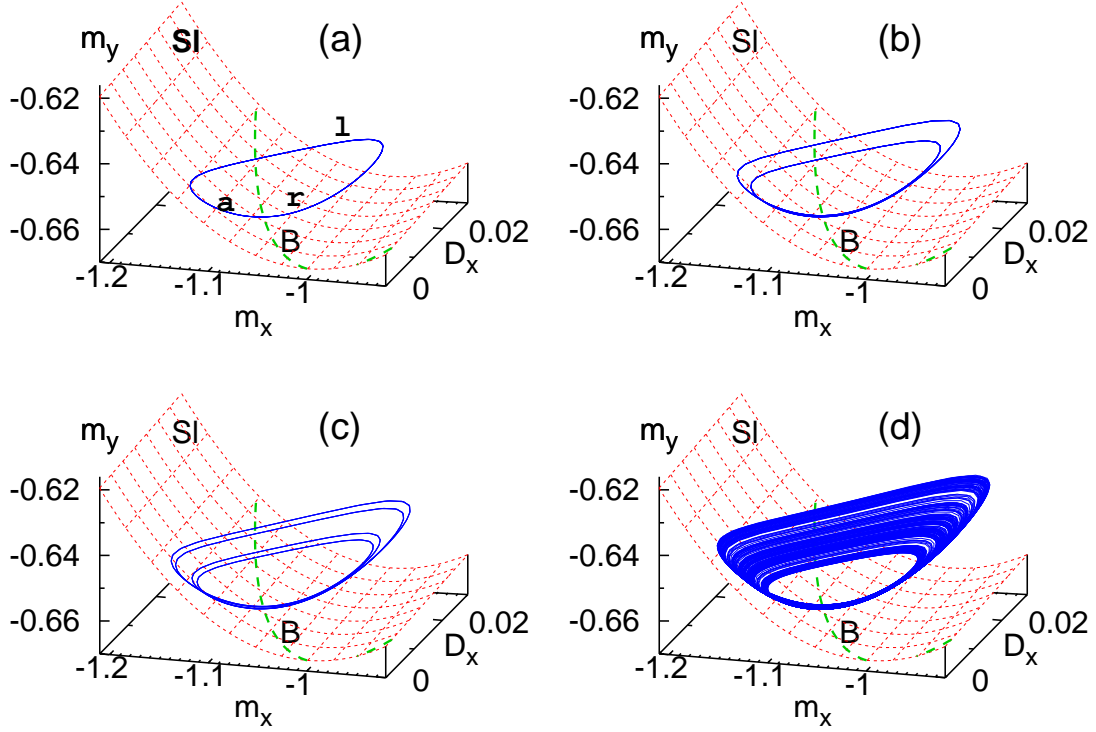 (a)
m_y
Sl
-0.62
-0.64
-0.66
l
a
r
B
-1.2
-1.1
-1
m_x
0
0.02
D_x
(b)
m_y
Sl
-0.62
-0.64
-0.66
B
-1.2
-1.1
-1
m_x
0
0.02
D_x
(c)
m_y
Sl
-0.62
-0.64
-0.66
B
-1.2
-1.1
-1
m_x
0
0.02
D_x
(d)
m_y
Sl
-0.62
-0.64
-0.66
B
-1.2
-1.1
-1
m_x
0
0.02
D_x